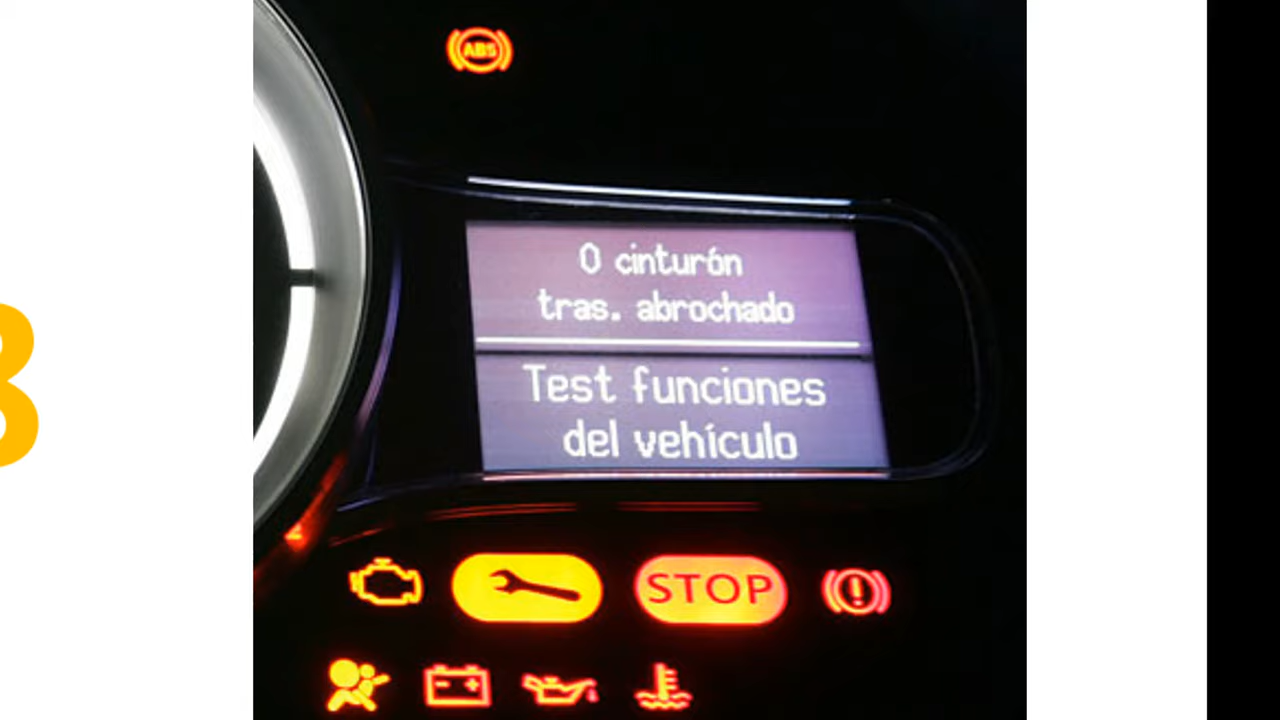 ABS
0 cinturón
tras. abrochado
Test funciones
del vehículo
STOP